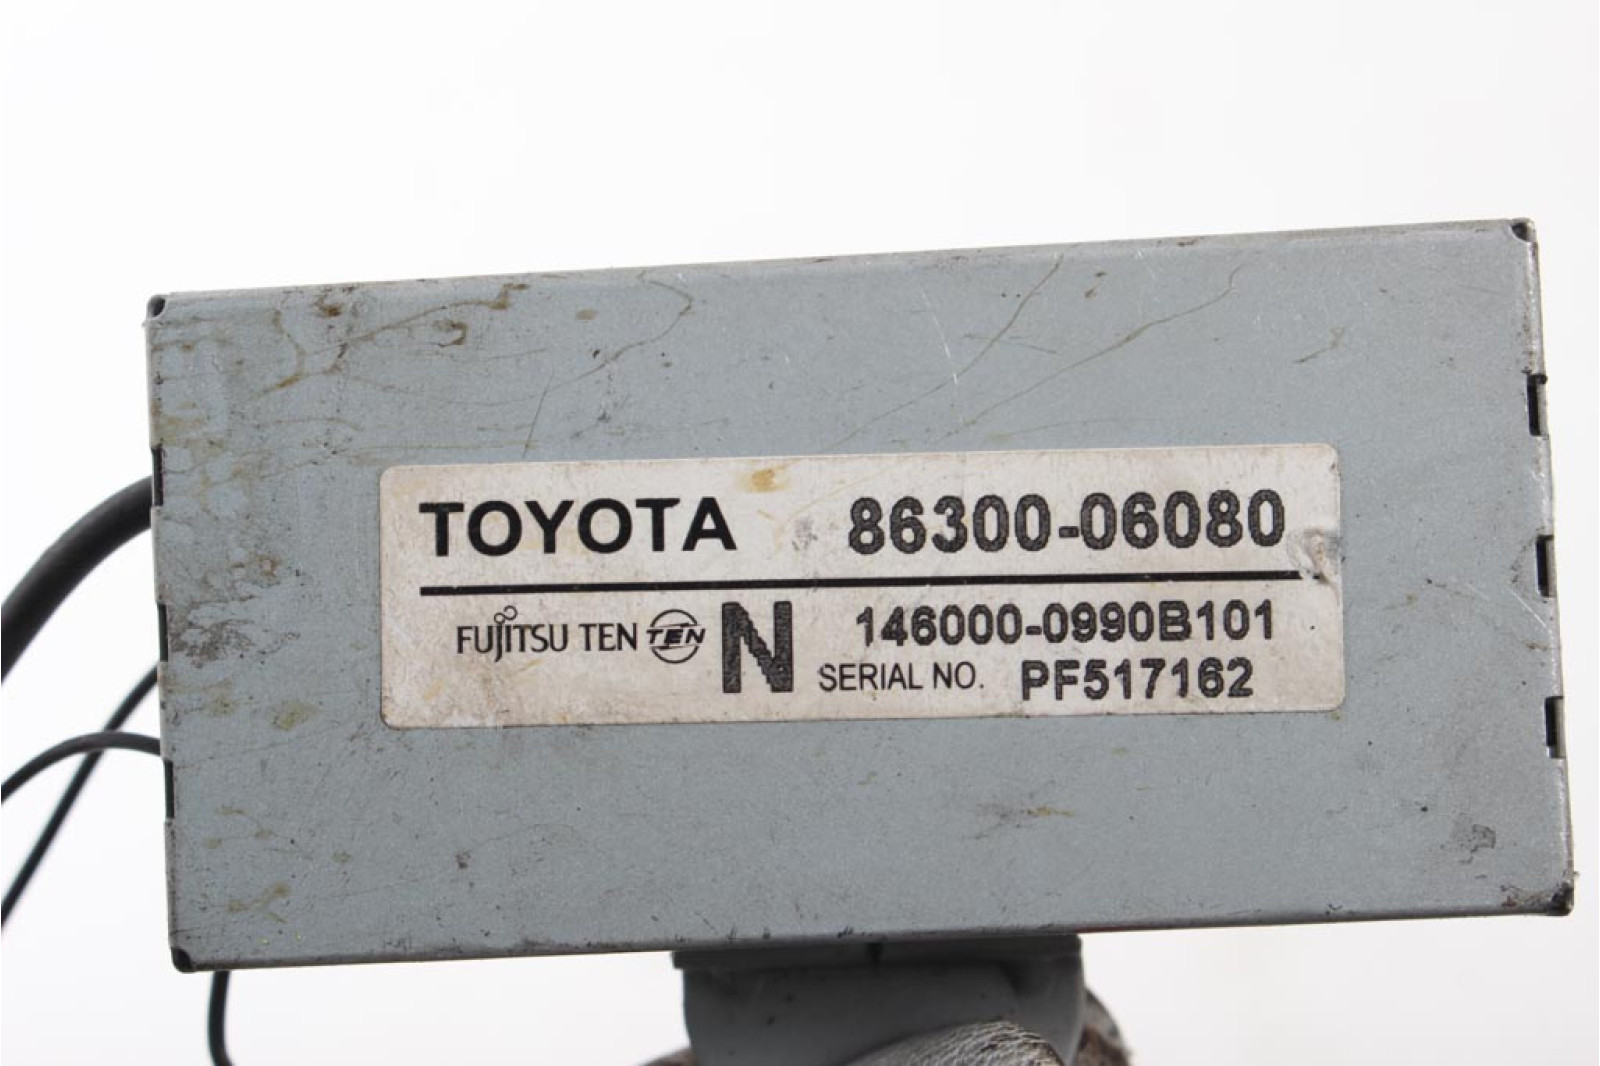 TOYOTA 86300-06080
FUJITSU TEN TEN N 146000-0990B101
SERIAL NO. PF517162